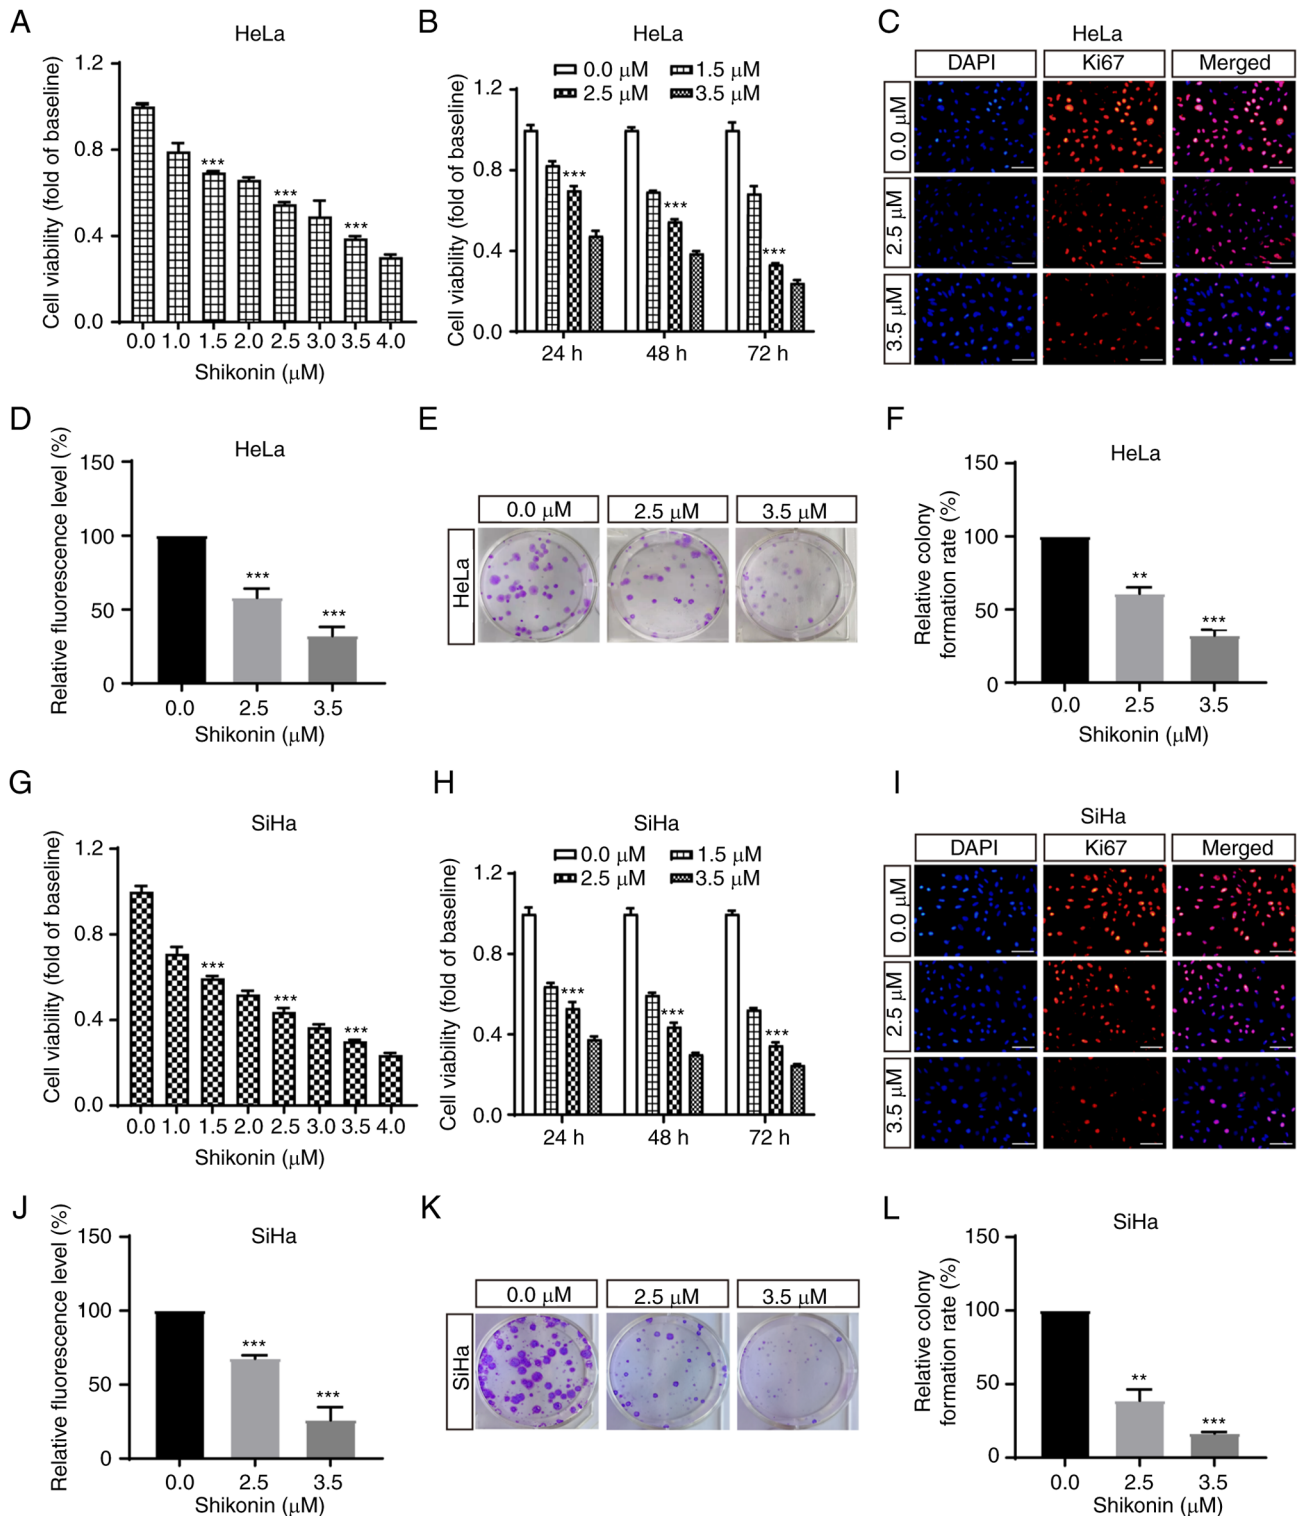 A
HeLa
Cell viability (fold of baseline)
1.2
0.8
0.4
0.0
***
***
***
0.0 1.0 1.5 2.0 2.5 3.0 3.5 4.0
Shikonin (μM)
B
HeLa
0.0 μM 1.5 μM
2.5 μM 3.5 μM
Cell viability (fold of baseline)
1.2
0.8
0.4
0.0
***
***
***
24 h 48 h 72 h
C
HeLa
DAPI Ki67 Merged
0.0 μM
2.5 μM
3.5 μM
D
HeLa
Relative fluorescence level (%)
150
100
50
0
***
***
0.0 2.5 3.5
Shikonin (μM)
E
0.0 μM 2.5 μM 3.5 μM
HeLa
F
HeLa
Relative colony
formation rate (%)
150
100
50
0
**
***
0.0 2.5 3.5
Shikonin (μM)
G
SiHa
Cell viability (fold of baseline)
1.2
0.8
0.4
0.0
***
***
***
0.0 1.0 1.5 2.0 2.5 3.0 3.5 4.0
Shikonin (μM)
H
SiHa
0.0 μM 1.5 μM
2.5 μM 3.5 μM
Cell viability (fold of baseline)
1.2
0.8
0.4
0.0
***
***
***
24 h 48 h 72 h
I
SiHa
DAPI Ki67 Merged
0.0 μM
2.5 μM
3.5 μM
J
SiHa
Relative fluorescence level (%)
150
100
50
0
***
***
0.0 2.5 3.5
Shikonin (μM)
K
0.0 μM 2.5 μM 3.5 μM
SiHa
L
SiHa
Relative colony
formation rate (%)
150
100
50
0
**
***
0.0 2.5 3.5
Shikonin (μM)